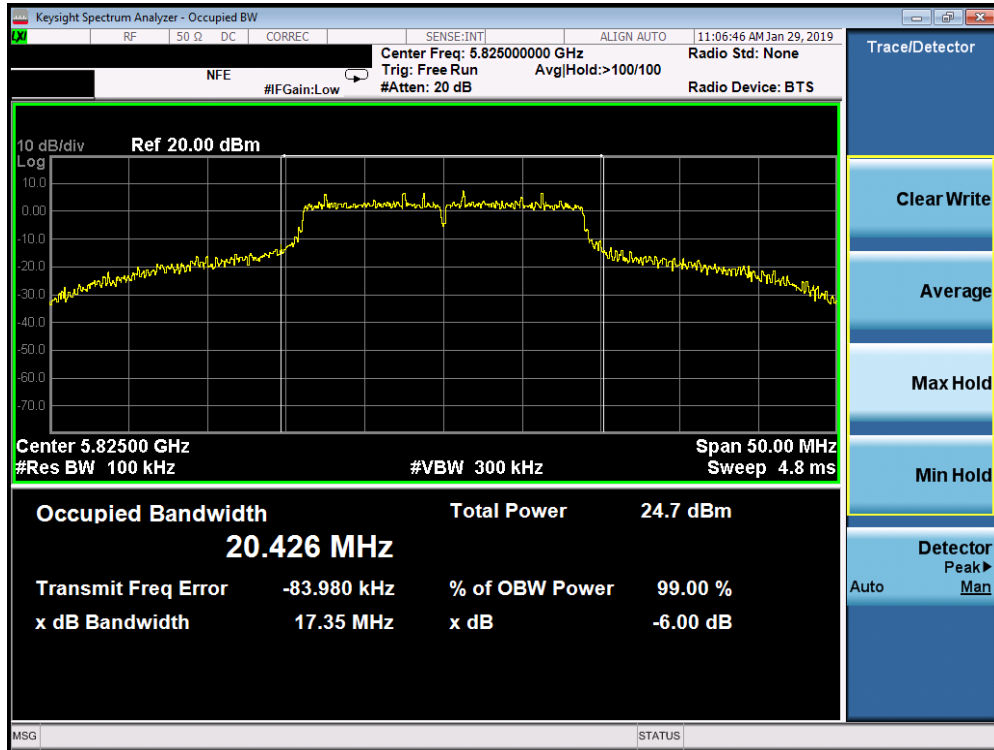 Keysight Spectrum Analyzer - Occupied BW
LXI
RF
50 Ω DC
CORREC
SENSE:INT
ALIGN AUTO
11:06:46 AM Jan 29, 2019
Center Freq: 5.825000000 GHz
Radio Std: None
NFE
Trig: Free Run
Avg|Hold:>100/100
#IFGain:Low
#Atten: 20 dB
Radio Device: BTS
10 dB/div
Ref 20.00 dBm
Log
10.0
0.00
-10.0
-20.0
-30.0
-40.0
-50.0
-60.0
-70.0
Center 5.82500 GHz
Span 50.00 MHz
#Res BW 100 kHz
#VBW 300 kHz
Sweep 4.8 ms
Occupied Bandwidth
20.426 MHz
Total Power
24.7 dBm
Transmit Freq Error
-83.980 kHz
% of OBW Power
99.00 %
x dB Bandwidth
17.35 MHz
x dB
-6.00 dB
Trace/Detector
Clear Write
Average
Max Hold
Min Hold
Detector
Peak▶
Auto
Man
MSG
STATUS